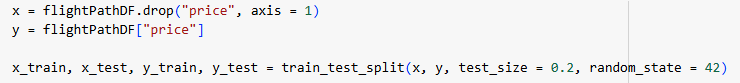 x = flightPathDF.drop("price", axis = 1)
y = flightPathDF["price"]
x_train, x_test, y_train, y_test = train_test_split(x, y, test_size = 0.2, random_state = 42)